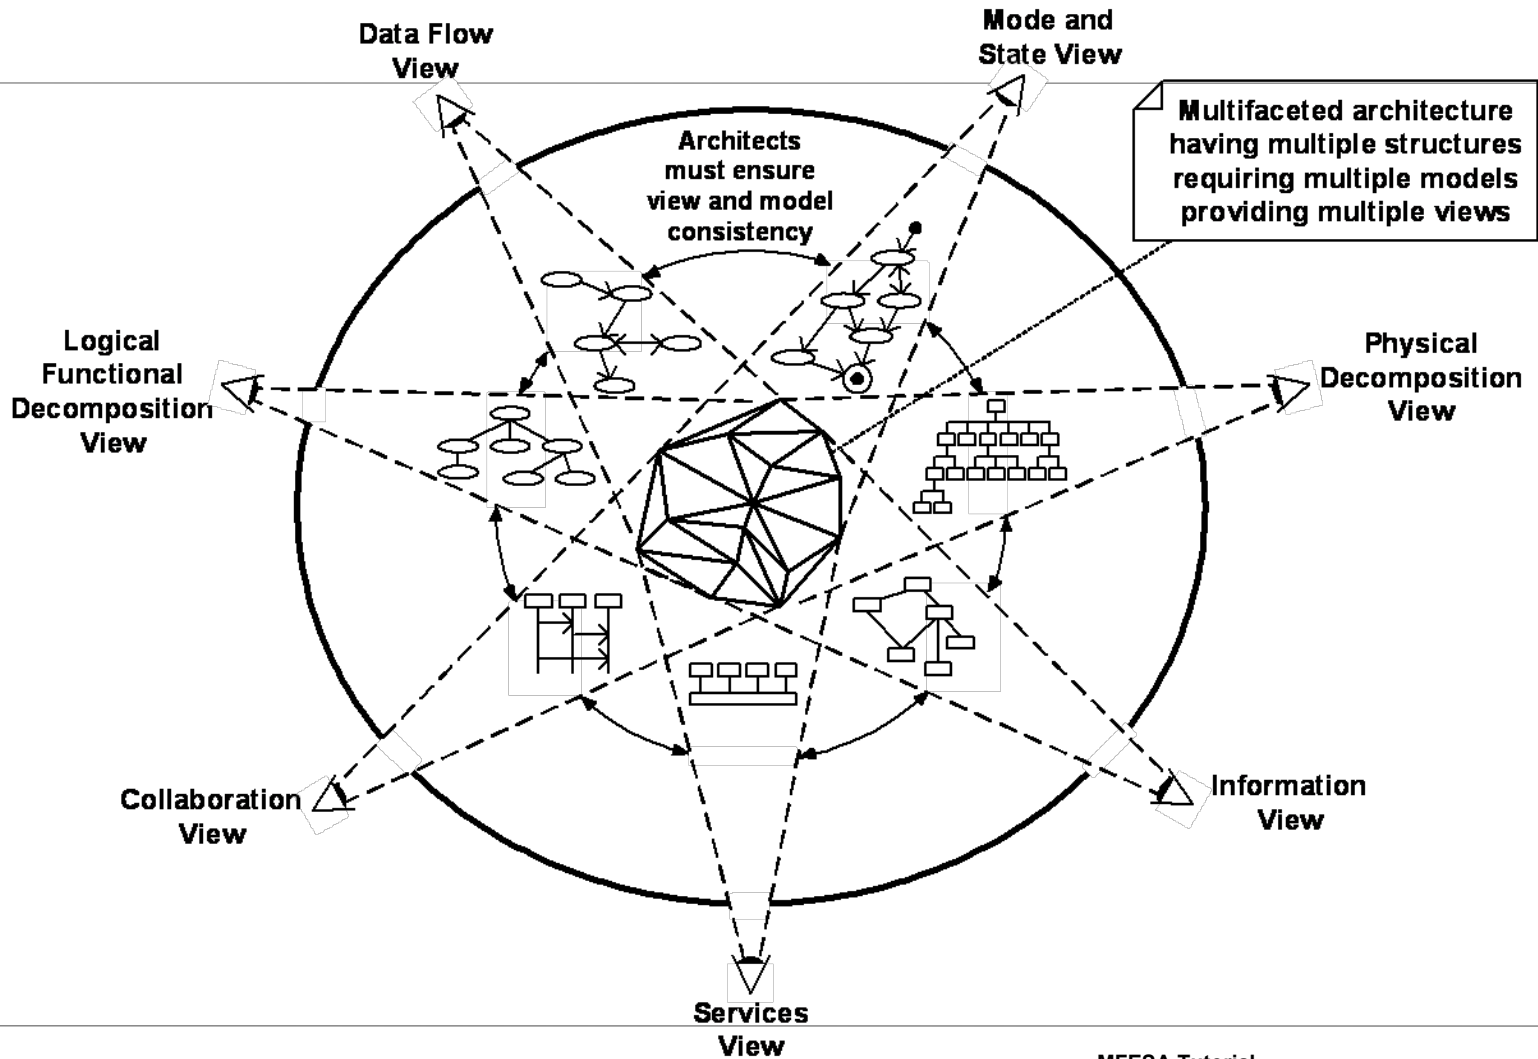 Data Flow
View
Mode and
State View
Multifaceted architecture
having multiple structures
requiring multiple models
providing multiple views
Architects
must ensure
view and model
consistency
Logical
Functional
Decomposition
View
Physical
Decomposition
View
Collaboration
View
Information
View
Services
View
MFESA Tutorial